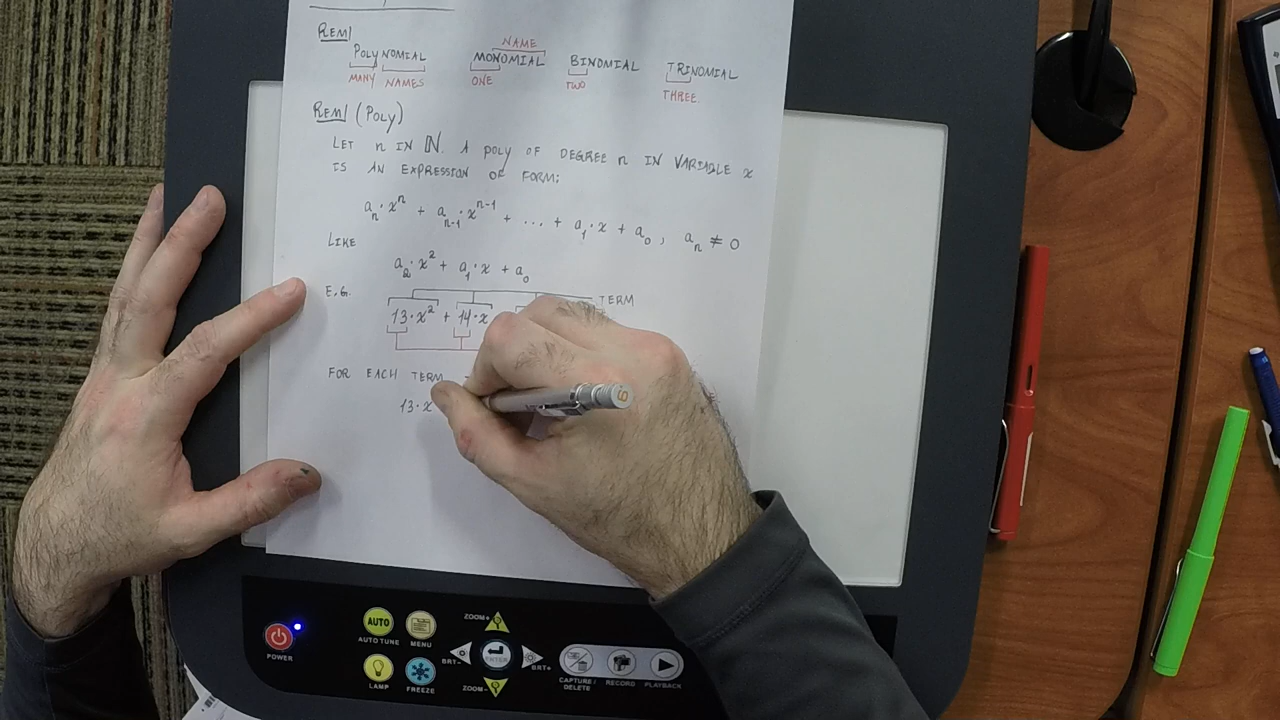 REM/
NAME
POLYNOMIAL MONOMIAL BINOMIAL TRINOMIAL
MANY NAMES ONE TWO THREE
REM/ (POLY)
LET n IN ℕ. A POLY OF DEGREE n IN VARIABLE x
IS AN EXPRESSION OF FORM:
aₙ·xⁿ + aₙ₋₁·xⁿ⁻¹ + ... + a₁·x + a₀, aₙ ≠ 0
LIKE
a₂·x² + a₁·x + a₀
E.G. TERM
13·x² + 14·x
FOR EACH TERM
13·x
POWER
AUTO
AUTO TUNE
MENU
LAMP
FREEZE
ZOOM+
BRT-
ENTER
BRT+
ZOOM-
CAPTURE / DELETE
RECORD
PLAYBACK